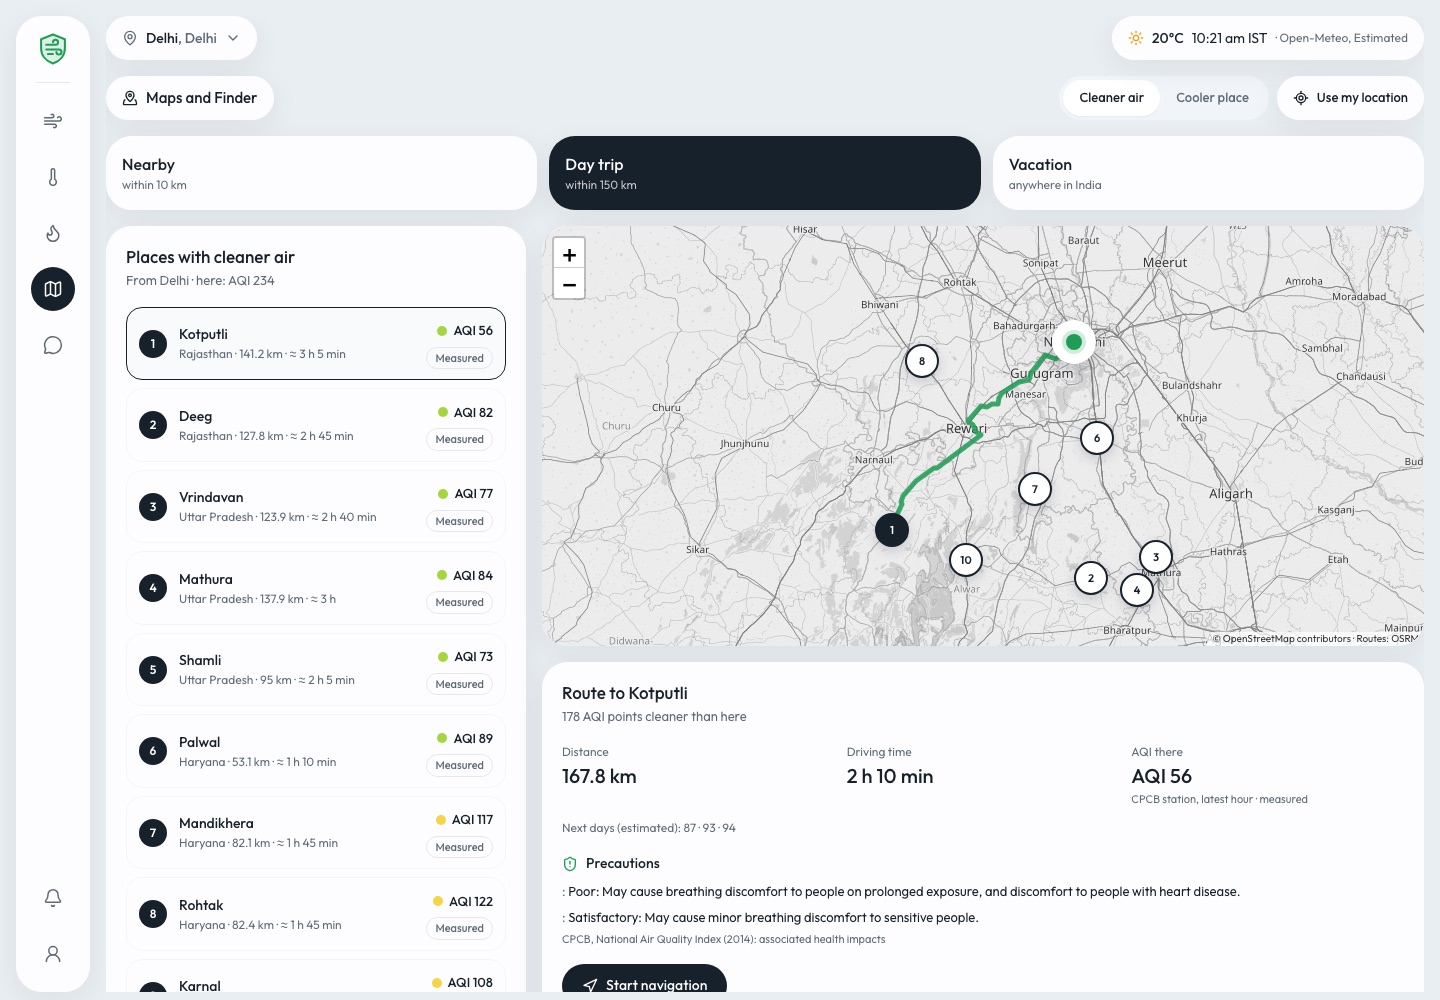 Delhi, Delhi
20°C 10:21 am IST · Open-Meteo, Estimated
Maps and Finder
Cleaner air
Cooler place
Use my location
Nearby
within 10 km
Day trip
within 150 km
Vacation
anywhere in India
Places with cleaner air
From Delhi · here: AQI 234
1
Kotputli
Rajasthan · 141.2 km · ≈ 3 h 5 min
AQI 56
Measured
2
Deeg
Rajasthan · 127.8 km · ≈ 2 h 45 min
AQI 82
Measured
3
Vrindavan
Uttar Pradesh · 123.9 km · ≈ 2 h 40 min
AQI 77
Measured
4
Mathura
Uttar Pradesh · 137.9 km · ≈ 3 h
AQI 84
Measured
5
Shamli
Uttar Pradesh · 95 km · ≈ 2 h 5 min
AQI 73
Measured
6
Palwal
Haryana · 53.1 km · ≈ 1 h 10 min
AQI 89
Measured
7
Mandikhera
Haryana · 82.1 km · ≈ 1 h 45 min
AQI 117
Measured
8
Rohtak
Haryana · 82.4 km · ≈ 1 h 45 min
AQI 122
Measured
Karnal
AQI 108
+
−
Hisar
Baraut
Sonipat
Meerut
Rohtak
Amroha
Moradabad
Bhiwani
Bahadurgarh
Sambhal
8
Gurugram
Chandausi
Manesar
Bulandshahr
Churu
Khurja
Churu
Rewari
6
Jhunjhunu
Narnaul
7
Aligarh
Kasganj
1
Sikar
10
3
Hathras
Etah
2
4
Alwar
Bharatpur
Didwana-
© OpenStreetMap contributors · Routes: OSRM
Route to Kotputli
178 AQI points cleaner than here
Distance
167.8 km
Driving time
2 h 10 min
AQI there
AQI 56
CPCB station, latest hour · measured
Next days (estimated): 87 · 93 · 94
Precautions
: Poor: May cause breathing discomfort to people on prolonged exposure, and discomfort to people with heart disease.
: Satisfactory: May cause minor breathing discomfort to sensitive people.
CPCB, National Air Quality Index (2014): associated health impacts
Start navigation